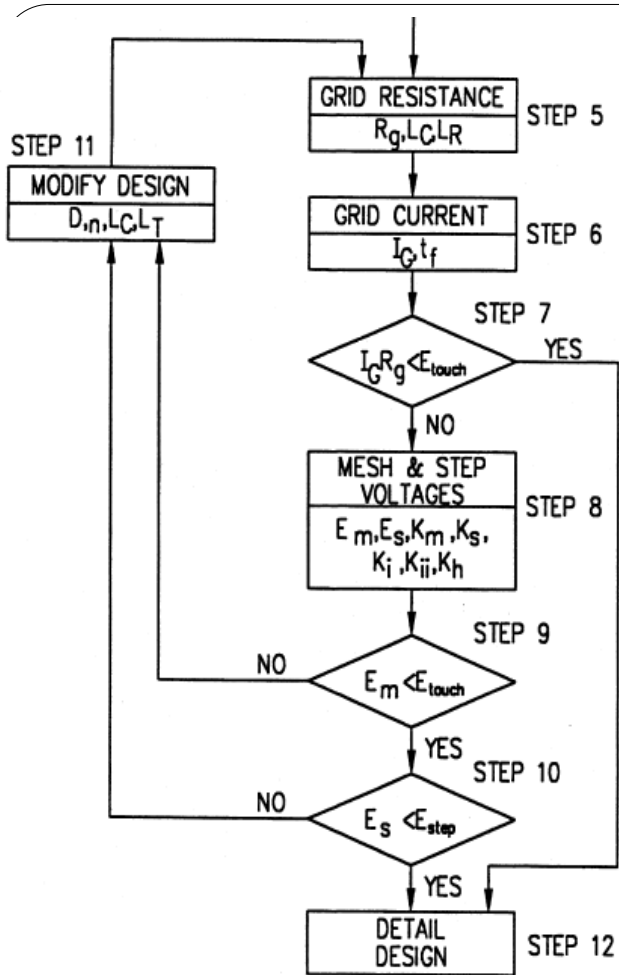 GRID RESISTANCE
STEP 5
Rg,LC,LR
STEP 11
MODIFY DESIGN
D,n,LC,LT
GRID CURRENT
STEP 6
IG,tf
STEP 7
IGRg<Etouch
YES
NO
MESH & STEP
VOLTAGES
STEP 8
Em,Es,Km,Ks,
Ki,Kii,Kh
STEP 9
NO
Em<Etouch
YES
STEP 10
NO
Es<Estep
YES
DETAIL
DESIGN
STEP 12